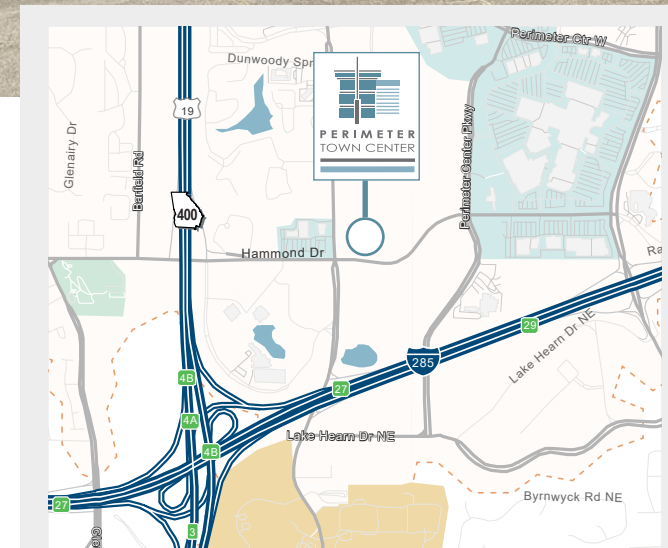 Perimeter Ctr W
Dunwoody Spr
19
PERIMETER
TOWN CENTER
Glenairy Dr
Barfield Rd
Perimeter Center Pkwy
400
Hammond Dr
Ra
29
Lake Hearn Dr NE
285
4B
27
4A
Lake Hearn Dr NE
4B
Byrnwyck Rd NE
27
3